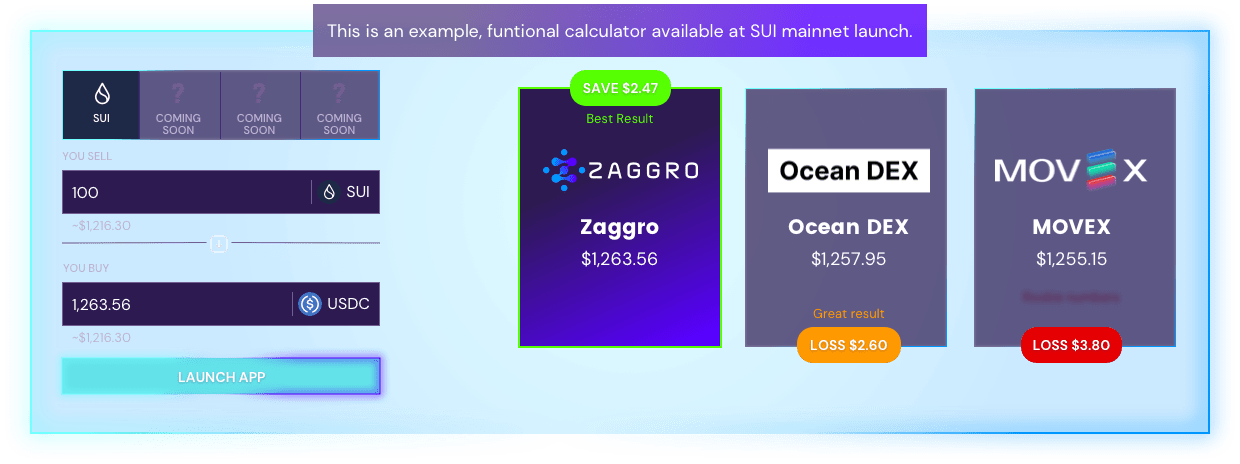 This is an example, funtional calculator available at SUI mainnet launch.
SUI
?
COMING
SOON
?
COMING
SOON
?
COMING
SOON
YOU SELL
100
SUI
~$1,216.30
YOU BUY
1,263.56
USDC
~$1,216.30
LAUNCH APP
SAVE $2.47
Best Result
ZAGGRO
Zaggro
$1,263.56
Ocean DEX
Ocean DEX
$1,257.95
Great result
LOSS $2.60
MOVEX
MOVEX
$1,255.15
LOSS $3.80